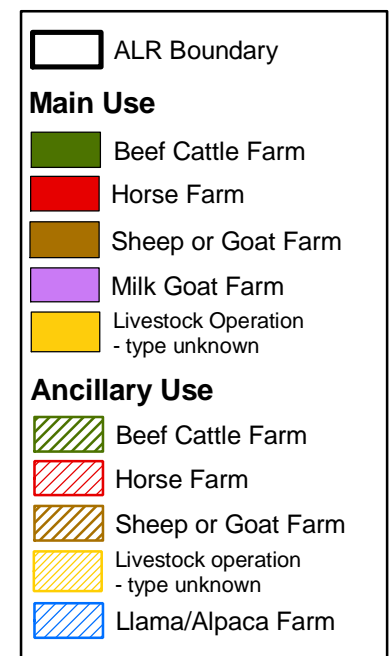 ALR Boundary
Main Use
Beef Cattle Farm
Horse Farm
Sheep or Goat Farm
Milk Goat Farm
Livestock Operation
- type unknown
Ancillary Use
Beef Cattle Farm
Horse Farm
Sheep or Goat Farm
Livestock operation
- type unknown
Llama/Alpaca Farm